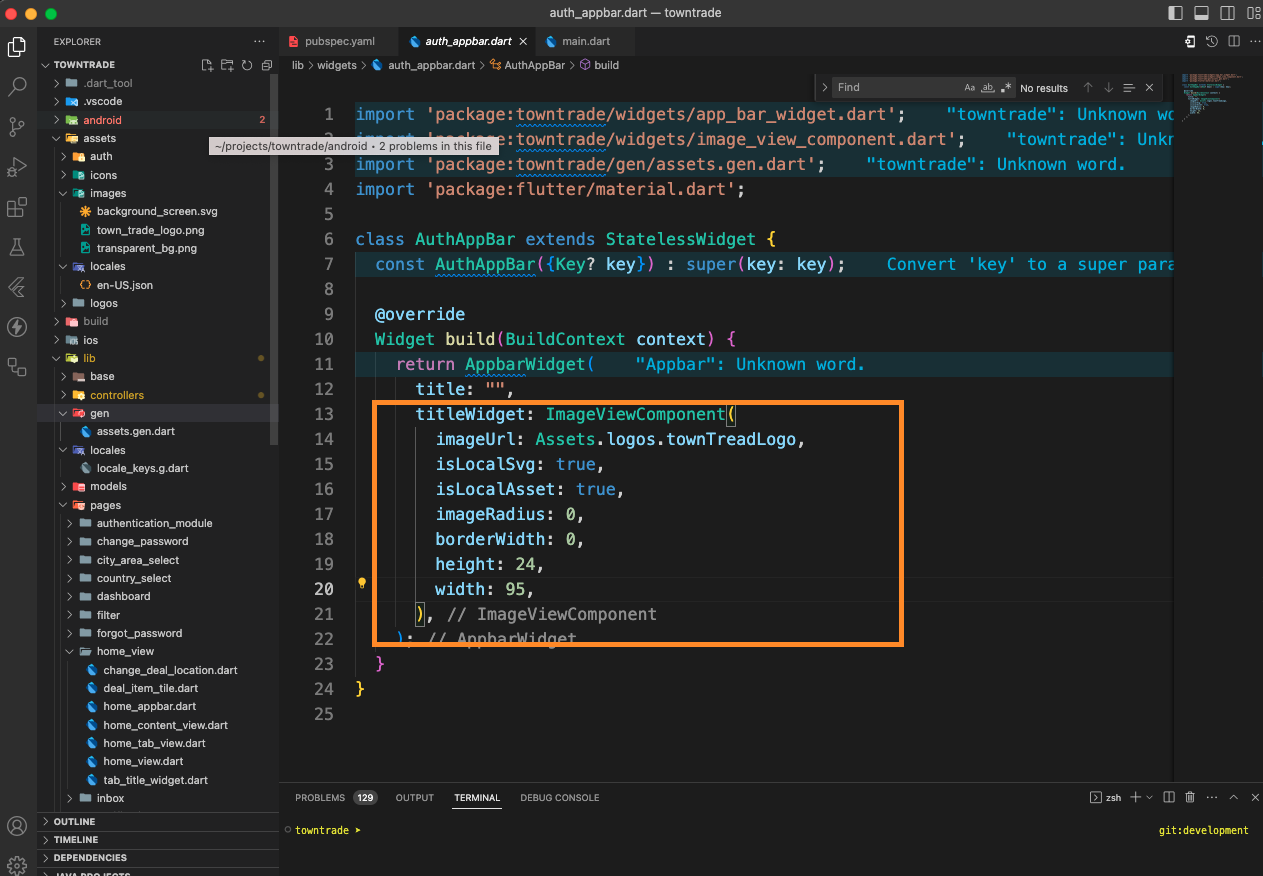 auth_appbar.dart — towntrade
EXPLORER
TOWNTRADE
.dart_tool
.vscode
android 2
assets
auth
icons
images
background_screen.svg
town_trade_logo.png
transparent_bg.png
locales
en-US.json
logos
build
ios
lib
base
controllers
gen
assets.gen.dart
locales
locale_keys.g.dart
models
pages
authentication_module
change_password
city_area_select
country_select
dashboard
filter
forgot_password
home_view
change_deal_location.dart
deal_item_tile.dart
home_appbar.dart
home_content_view.dart
home_tab_view.dart
home_view.dart
tab_title_widget.dart
inbox
OUTLINE
TIMELINE
DEPENDENCIES
JAVA PROJECTS
~/projects/towntrade/android • 2 problems in this file
pubspec.yaml auth_appbar.dart main.dart
lib > widgets > auth_appbar.dart > AuthAppBar > build
Find Aa ab .* No results
1 import 'package:towntrade/widgets/app_bar_widget.dart'; "towntrade": Unknown wo
'package:towntrade/widgets/image_view_component.dart'; "towntrade": Unkn
3 import 'package:towntrade/gen/assets.gen.dart'; "towntrade": Unknown word.
4 import 'package:flutter/material.dart';
5
6 class AuthAppBar extends StatelessWidget {
7 const AuthAppBar({Key? key}) : super(key: key); Convert 'key' to a super para
8
9 @override
10 Widget build(BuildContext context) {
11 return AppbarWidget( "Appbar": Unknown word.
12 title: "",
13 titleWidget: ImageViewComponent(
14 imageUrl: Assets.logos.townTreadLogo,
15 isLocalSvg: true,
16 isLocalAsset: true,
17 imageRadius: 0,
18 borderWidth: 0,
19 height: 24,
20 width: 95,
21 ), // ImageViewComponent
22 ); // AppbarWidget
23 }
24 }
25
PROBLEMS 129 OUTPUT TERMINAL DEBUG CONSOLE zsh
towntrade ➤ git:development